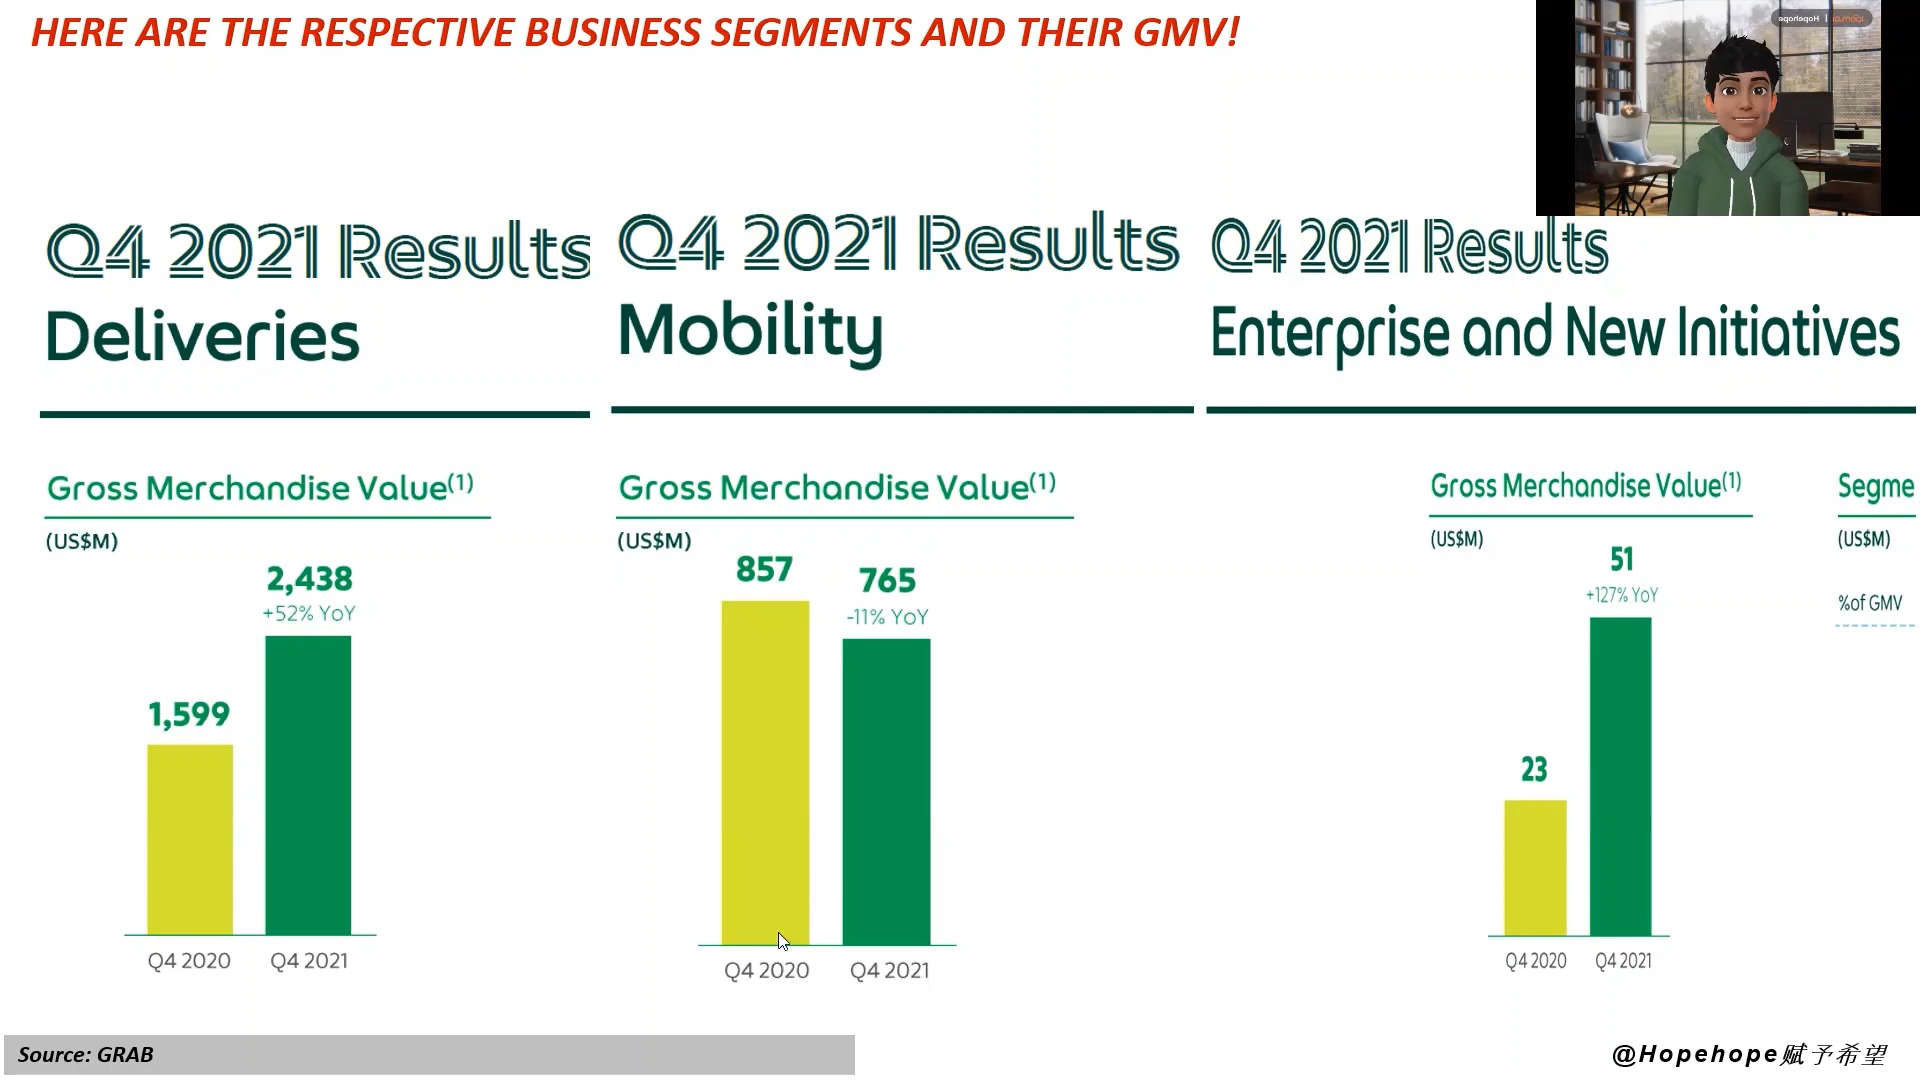 HERE ARE THE RESPECTIVE BUSINESS SEGMENTS AND THEIR GMV!
Q4 2021 Results
Deliveries
Gross Merchandise Value(1)
(US$M)
2,438
+52% YoY
1,599
Q4 2020 Q4 2021
Q4 2021 Results
Mobility
Gross Merchandise Value(1)
(US$M)
857
765
-11% YoY
Q4 2020 Q4 2021
Q4 2021 Results
Enterprise and New Initiatives
Gross Merchandise Value(1)
(US$M)
51
+127% YoY
23
Q4 2020 Q4 2021
Segme
(US$M)
%of GMV
Source: GRAB
@Hopehope赋予希望